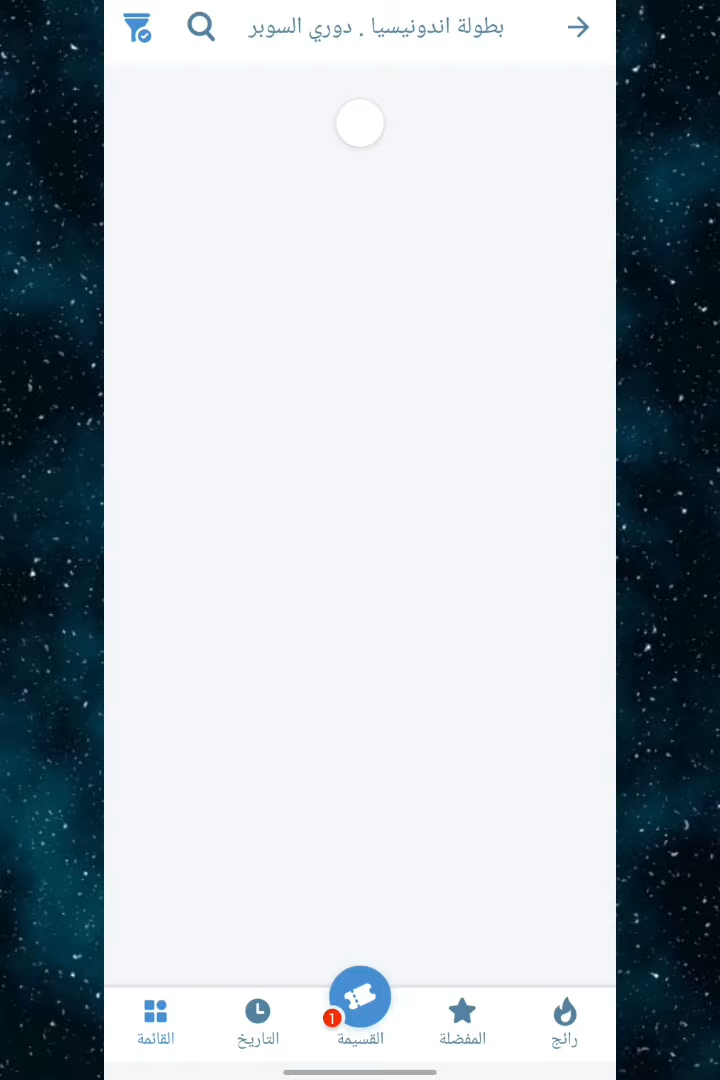 بطولة اندونيسيا . دوري السوبر
رائج
المفضلة
القسيمة
1
التاريخ
القائمة